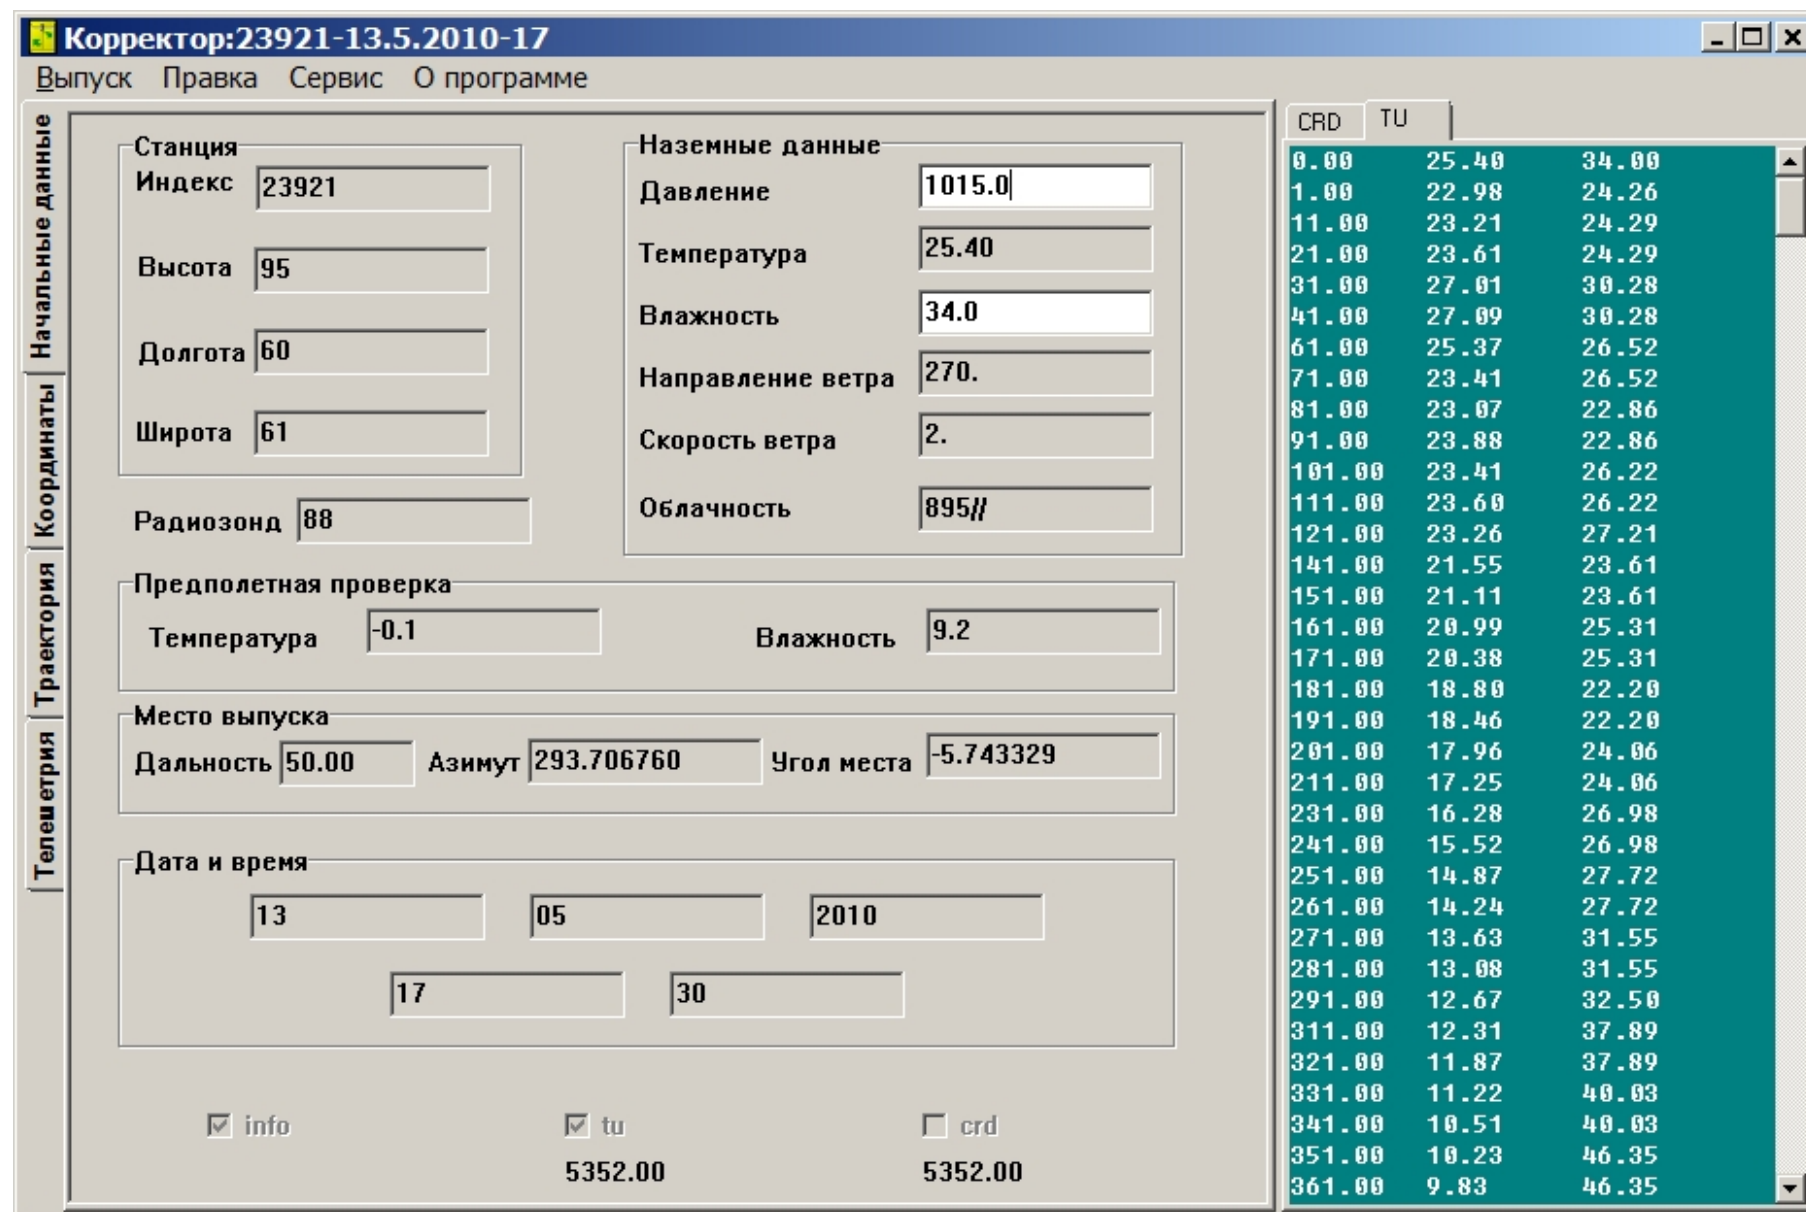 Корректор:23921-13.5.2010-17
Выпуск Правка Сервис О программе
Начальные данные
Координаты
Траектория
Телеметрия
Станция
Индекс 23921
Высота 95
Долгота 60
Широта 61
Радиозонд 88
Наземные данные
Давление 1015.0
Температура 25.40
Влажность 34.0
Направление ветра 270.
Скорость ветра 2.
Облачность 895//
Предполетная проверка
Температура -0.1 Влажность 9.2
Место выпуска
Дальность 50.00 Азимут 293.706760 Угол места -5.743329
Дата и время
13 05 2010
17 30
info tu crd
5352.00 5352.00
CRD TU
0.00 25.40 34.00
1.00 22.98 24.26
11.00 23.21 24.29
21.00 23.61 24.29
31.00 27.01 30.28
41.00 27.09 30.28
61.00 25.37 26.52
71.00 23.41 26.52
81.00 23.07 22.86
91.00 23.88 22.86
101.00 23.41 26.22
111.00 23.60 26.22
121.00 23.26 27.21
141.00 21.55 23.61
151.00 21.11 23.61
161.00 20.99 25.31
171.00 20.38 25.31
181.00 18.80 22.20
191.00 18.46 22.20
201.00 17.96 24.06
211.00 17.25 24.06
231.00 16.28 26.98
241.00 15.52 26.98
251.00 14.87 27.72
261.00 14.24 27.72
271.00 13.63 31.55
281.00 13.08 31.55
291.00 12.67 32.50
311.00 12.31 37.89
321.00 11.87 37.89
331.00 11.22 40.03
341.00 10.51 40.03
351.00 10.23 46.35
361.00 9.83 46.35